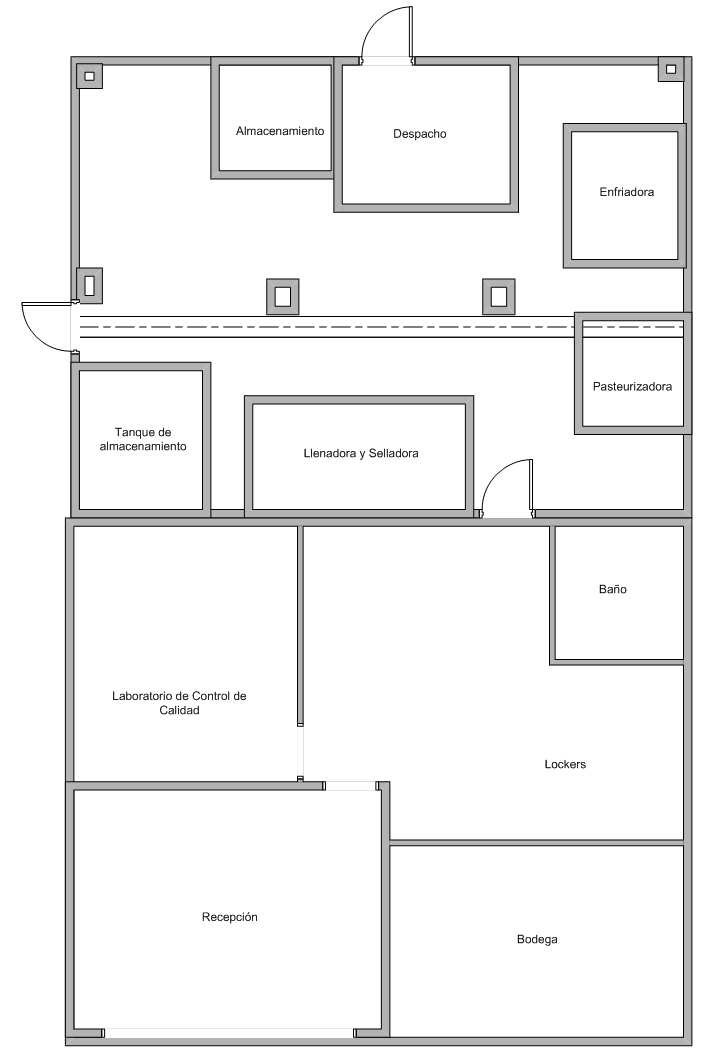 Almacenamiento
Despacho
Enfriadora
Pasteurizadora
Tanque de
almacenamiento
Llenadora y Selladora
Baño
Laboratorio de Control de
Calidad
Lockers
Recepción
Bodega